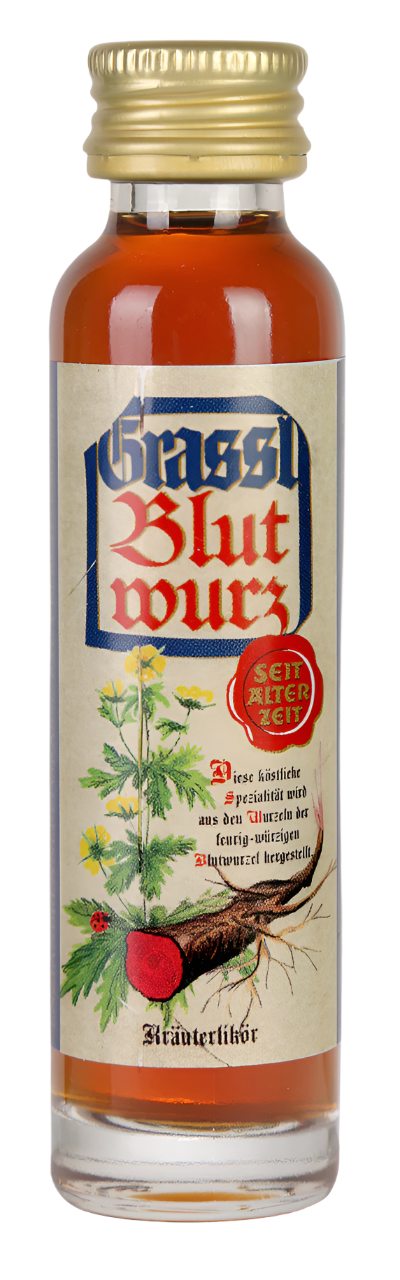 Grassl
Blut
wurz
SEIT
ALTER
ZEIT
Diese köstliche
Spezialität wird
aus den Wurzeln der
feurig-würzigen
Blutwurzel hergestellt.
Kräuterlikör